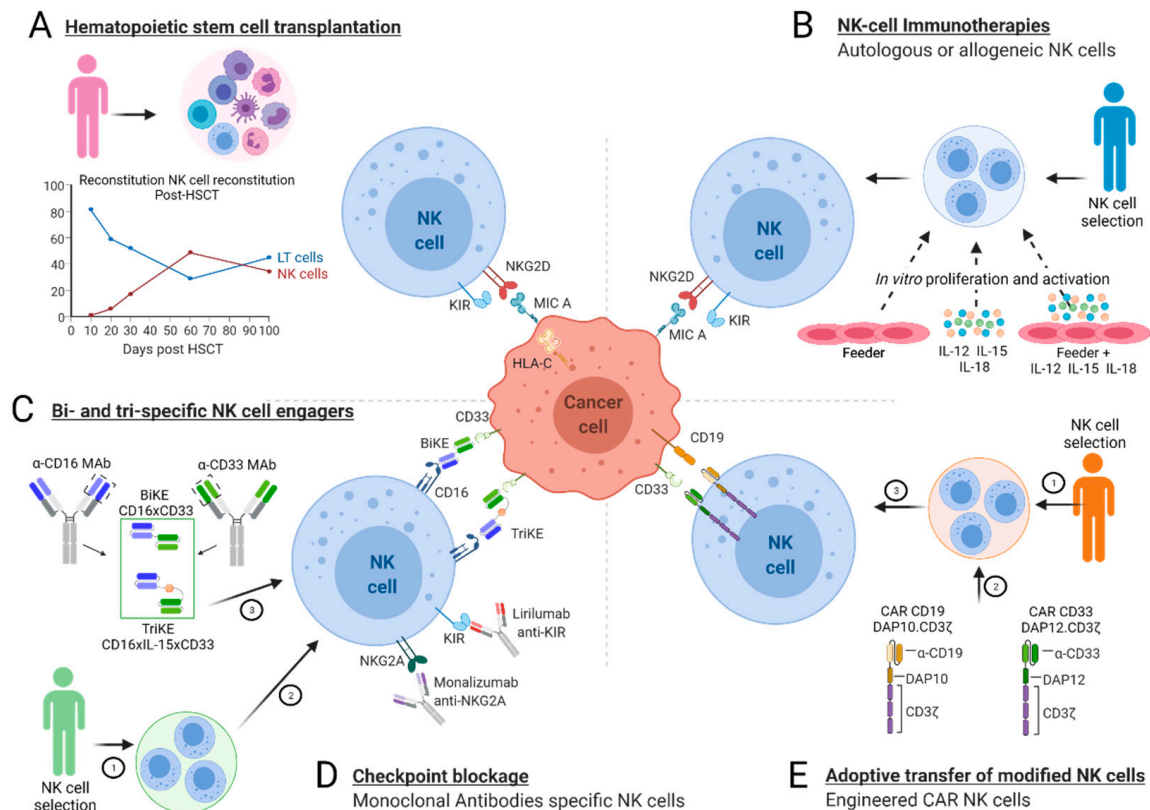 A Hematopoietic stem cell transplantation
Reconstitution NK cell reconstitution
Post-HSCT
100
80
60
40
20
0
0 10 20 30 40 50 60 70 80 90 100
Days post HSCT
LT cells
NK cells
NK
cell
NKG2D
KIR
MIC A
HLA-C
Cancer
cell
B NK-cell Immunotherapies
Autologous or allogeneic NK cells
NK cell
selection
NK
cell
NKG2D
KIR
MIC A
In vitro proliferation and activation
Feeder
IL-12 IL-15
IL-18
Feeder +
IL-12 IL-15 IL-18
C Bi- and tri-specific NK cell engagers
α-CD16 MAb
α-CD33 MAb
BiKE
CD16xCD33
TriKE
CD16xIL-15xCD33
3
2
1
NK cell
selection
CD33
BiKE
CD16
TriKE
NK
cell
KIR
Lirilumab
anti-KIR
NKG2A
Monalizumab
anti-NKG2A
D Checkpoint blockage
Monoclonal Antibodies specific NK cells
CD19
CD33
NK
cell
3
NK cell
selection
1
2
CAR CD19
DAP10.CD3ζ
α-CD19
DAP10
CD3ζ
CAR CD33
DAP12.CD3ζ
α-CD33
DAP12
CD3ζ
E Adoptive transfer of modified NK cells
Engineered CAR NK cells